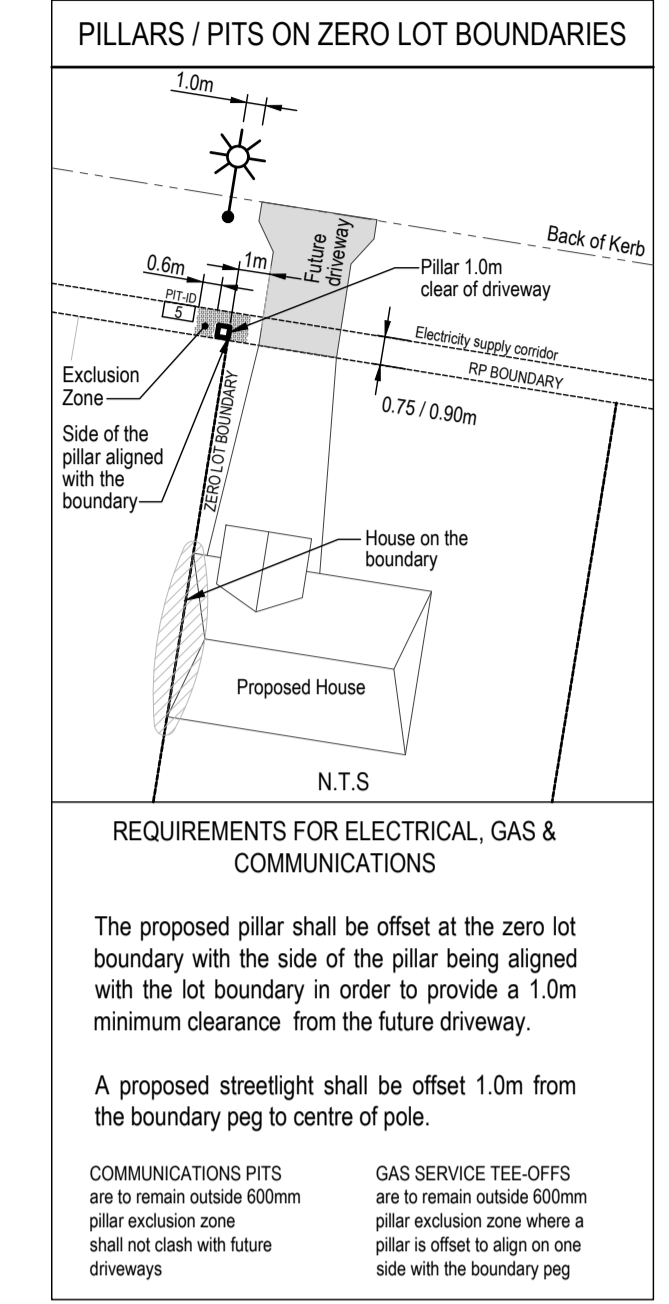 PILLARS / PITS ON ZERO LOT BOUNDARIES
1.0m
Back of Kerb
Future
driveway
0.6m
1m
Pillar 1.0m
clear of driveway
PIT-ID
5
Electricity supply corridor
RP BOUNDARY
Exclusion
Zone
0.75 / 0.90m
Side of the
pillar aligned
with the
boundary
ZERO LOT BOUNDARY
House on the
boundary
Proposed House
N.T.S
REQUIREMENTS FOR ELECTRICAL, GAS &
COMMUNICATIONS
The proposed pillar shall be offset at the zero lot
boundary with the side of the pillar being aligned
with the lot boundary in order to provide a 1.0m
minimum clearance from the future driveway.
A proposed streetlight shall be offset 1.0m from
the boundary peg to centre of pole.
COMMUNICATIONS PITS
are to remain outside 600mm
pillar exclusion zone
shall not clash with future
driveways
GAS SERVICE TEE-OFFS
are to remain outside 600mm
pillar exclusion zone where a
pillar is offset to align on one
side with the boundary peg